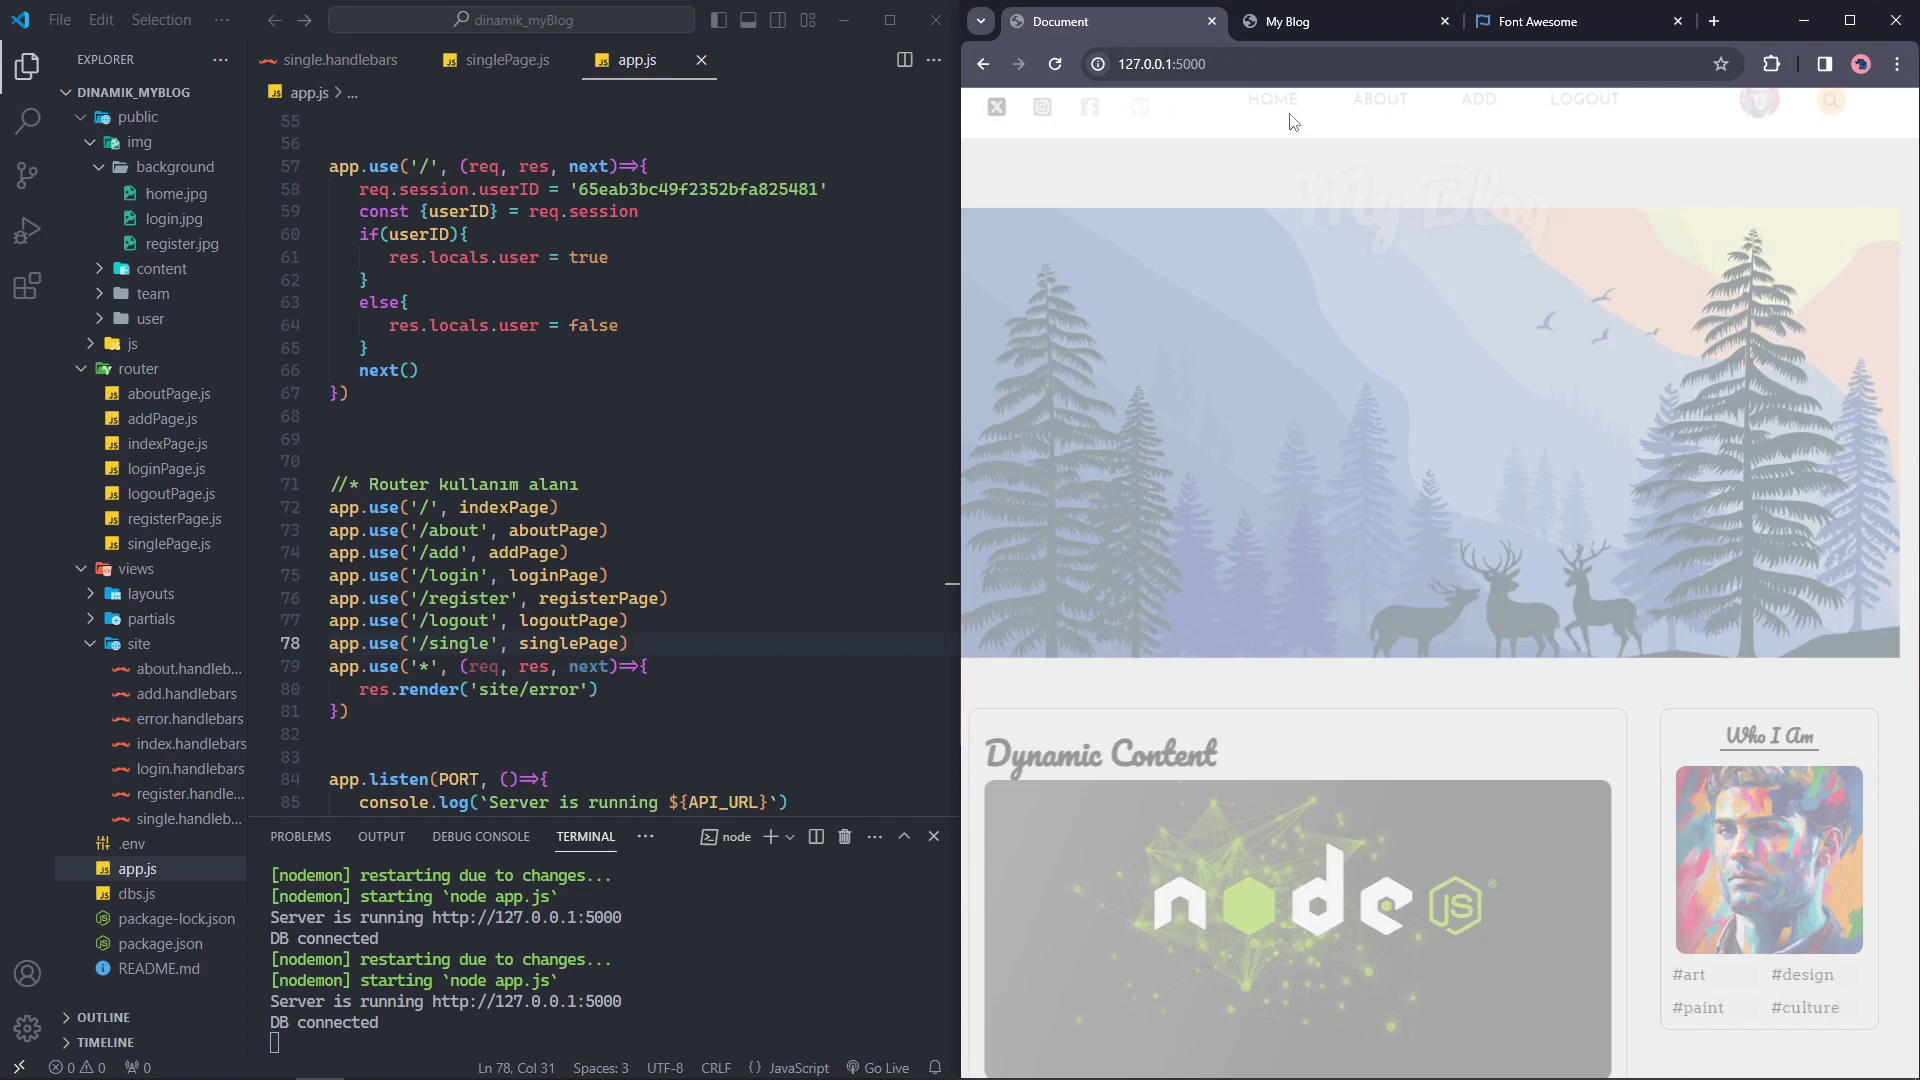 File Edit Selection ···
dinamik_myBlog
EXPLORER ···
DINAMIK_MYBLOG
public
img
background
home.jpg
login.jpg
register.jpg
content
team
user
js
router
aboutPage.js
addPage.js
indexPage.js
loginPage.js
logoutPage.js
registerPage.js
singlePage.js
views
layouts
partials
site
about.handleb...
add.handlebars
error.handlebars
index.handlebars
login.handlebars
register.handle...
single.handleb...
.env
app.js
dbs.js
package-lock.json
package.json
README.md
OUTLINE
TIMELINE
single.handlebars singlePage.js app.js
app.js > ...
55
56
57 app.use('/', (req, res, next)=>{
58 req.session.userID = '65eab3bc49f2352bfa825481'
59 const {userID} = req.session
60 if(userID){
61 res.locals.user = true
62 }
63 else{
64 res.locals.user = false
65 }
66 next()
67 })
68
69
70
71 //* Router kullanım alanı
72 app.use('/', indexPage)
73 app.use('/about', aboutPage)
74 app.use('/add', addPage)
75 app.use('/login', loginPage)
76 app.use('/register', registerPage)
77 app.use('/logout', logoutPage)
78 app.use('/single', singlePage)
79 app.use('*', (req, res, next)=>{
80 res.render('site/error')
81 })
82
83
84 app.listen(PORT, ()=>{
85 console.log(`Server is running ${API_URL}`)
PROBLEMS OUTPUT DEBUG CONSOLE TERMINAL ··· node
[nodemon] restarting due to changes...
[nodemon] starting `node app.js`
Server is running http://127.0.0.1:5000
DB connected
[nodemon] restarting due to changes...
[nodemon] starting `node app.js`
Server is running http://127.0.0.1:5000
DB connected
0 0 0 Ln 78, Col 31 Spaces: 3 UTF-8 CRLF {} JavaScript Go Live
Document My Blog Font Awesome
127.0.0.1:5000
HOME ABOUT ADD LOGOUT
My Blog
Dynamic Content
node JS ®
Who I Am
#art #design
#paint #culture